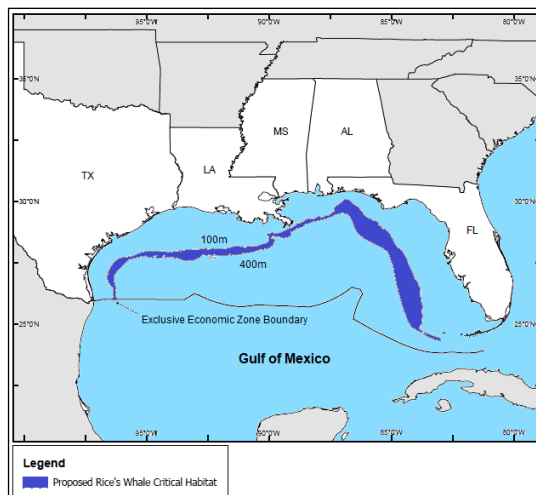 95°0'W
90°0'W
85°0'W
80°0'W
35°0'N
35°0'N
MS
AL
TX
LA
30°0'N
30°0'N
FL
100m
400m
25°0'N
Exclusive Economic Zone Boundary
25°0'N
Gulf of Mexico
95°0'W
90°0'W
85°0'W
80°0'W
Legend
Proposed Rice's Whale Critical Habitat